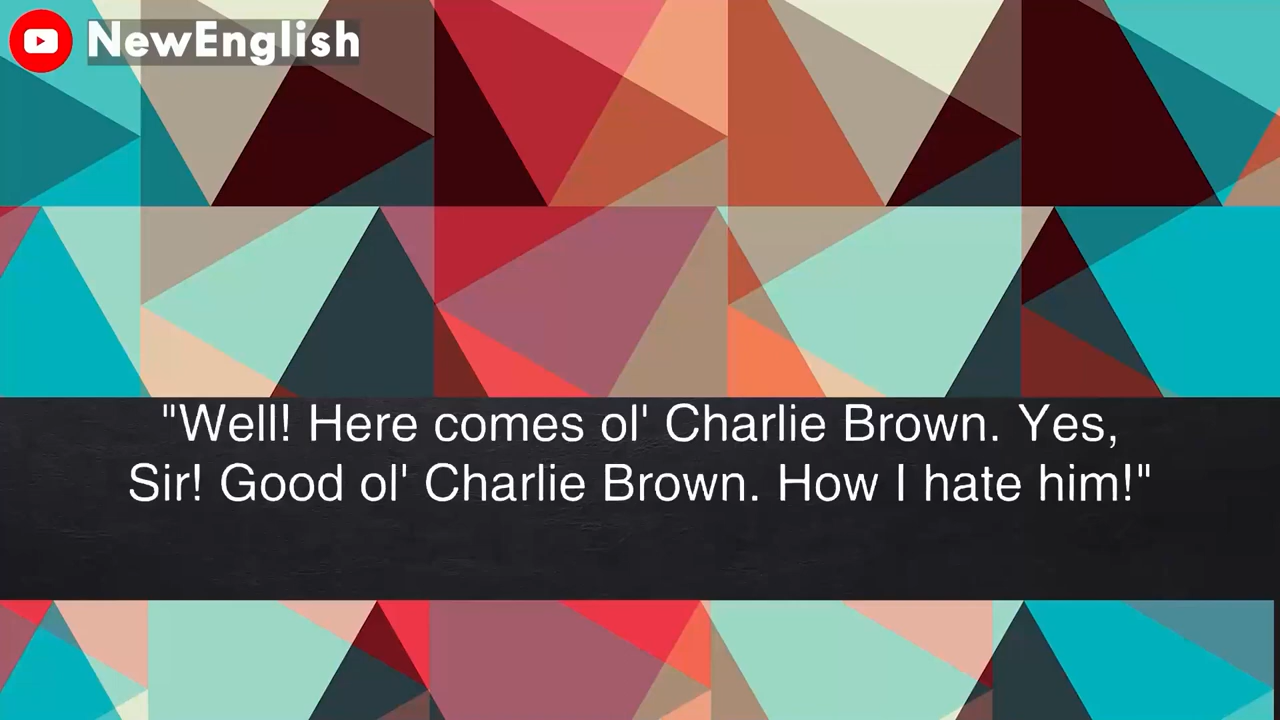 NewEnglish
"Well! Here comes ol' Charlie Brown. Yes,
Sir! Good ol' Charlie Brown. How I hate him!"